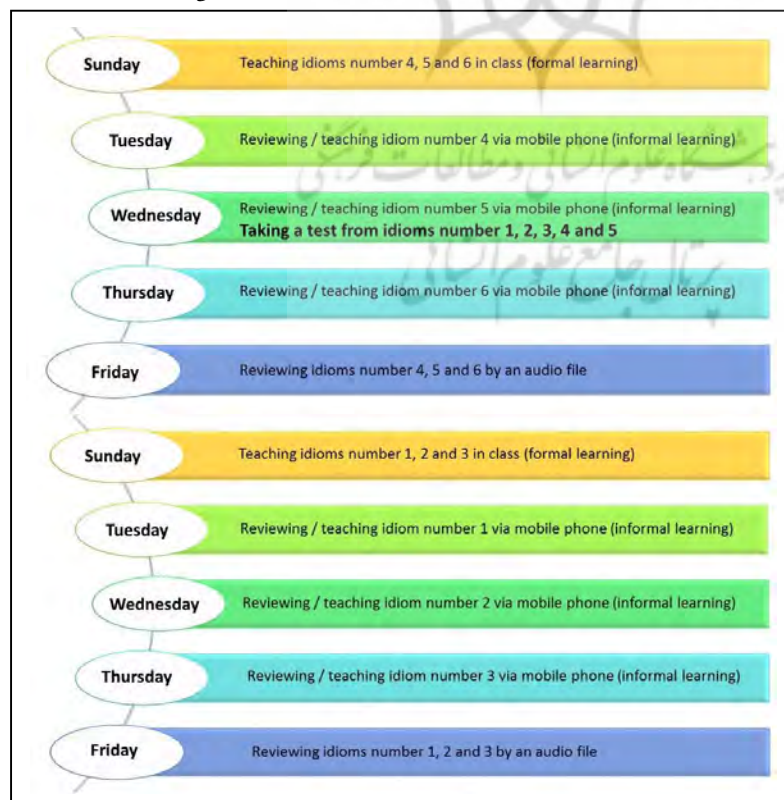 Sunday
Teaching idioms number 4, 5 and 6 in class (formal learning)
Tuesday
Reviewing / teaching idiom number 4 via mobile phone (informal learning)
Wednesday
Reviewing / teaching idiom number 5 via mobile phone (informal learning)
Taking a test from idioms number 1, 2, 3, 4 and 5
Thursday
Reviewing / teaching idiom number 6 via mobile phone (informal learning)
Friday
Reviewing idioms number 4, 5 and 6 by an audio file
Sunday
Teaching idioms number 1, 2 and 3 in class (formal learning)
Tuesday
Reviewing / teaching idiom number 1 via mobile phone (informal learning)
Wednesday
Reviewing / teaching idiom number 2 via mobile phone (informal learning)
Thursday
Reviewing / teaching idiom number 3 via mobile phone (informal learning)
Friday
Reviewing idioms number 1, 2 and 3 by an audio file
پرتال جامع علوم انسانی